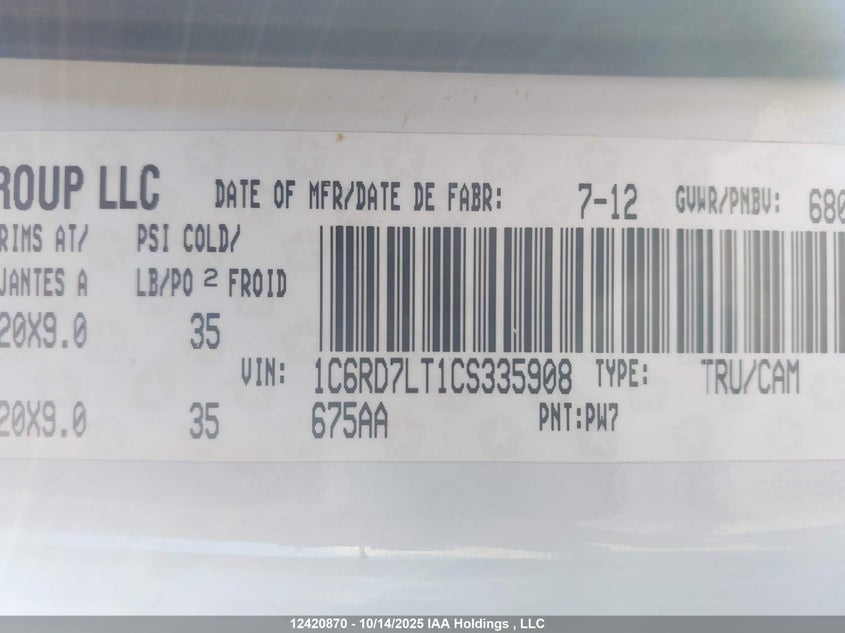 ROUP LLC DATE OF MFR/DATE DE FABR: 7-12 GVWR/PNBV: 680
RIMS AT/ PSI COLD/
JANTES A LB/PO 2 FROID
20X9.0 35
VIN: 1C6RD7LT1CS335908 TYPE: TRU/CAM
20X9.0 35 675AA PNT:PW7
12420870 - 10/14/2025 IAA Holdings , LLC